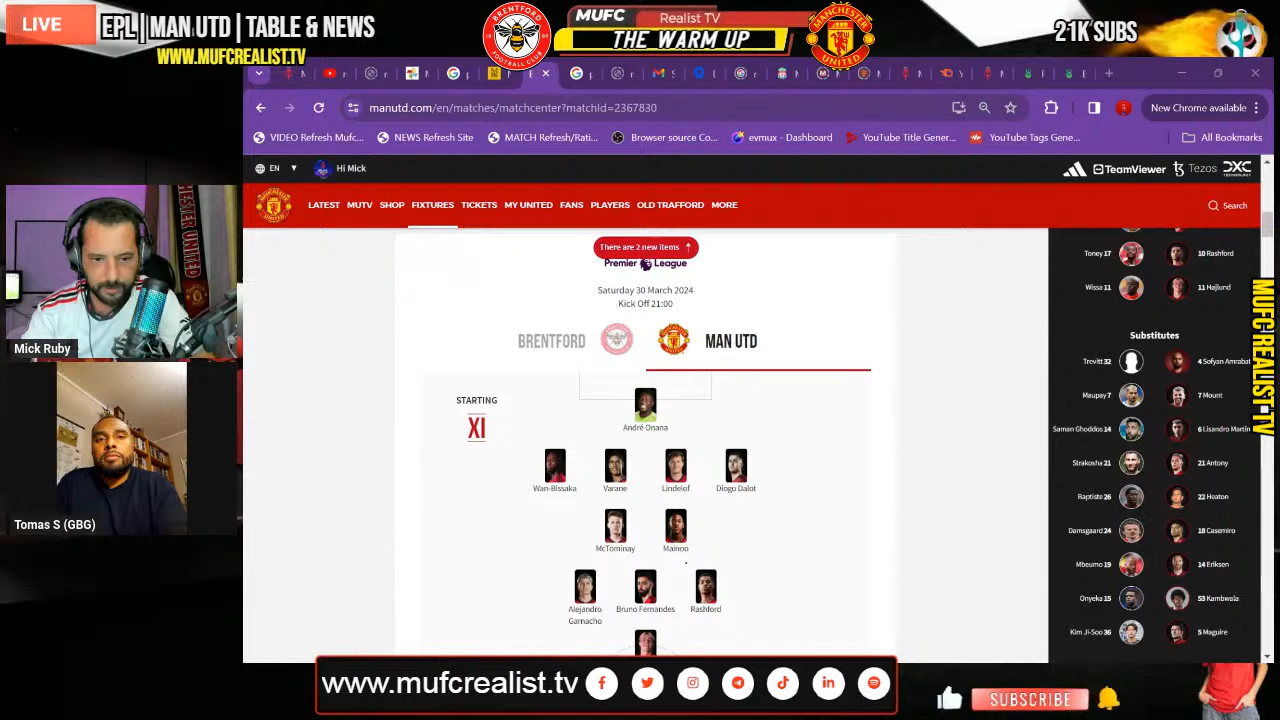 LIVE
EPL | MAN UTD | TABLE & NEWS
WWW.MUFCREALIST.TV
BRENTFORD
FOOTBALL CLUB
MUFC
Realist TV
THE WARM UP
MANCHESTER
UNITED
21K SUBS
manutd.com/en/matches/matchcenter?matchId=2367830
New Chrome available
VIDEO Refresh Mufc...
NEWS Refresh Site
MATCH Refresh/Rati...
Browser source Co...
evmux - Dashboard
YouTube Title Gener...
YouTube Tags Gene...
All Bookmarks
EN
Hi Mick
TeamViewer
Tezos
DXC
TECHNOLOGY
LATEST
MUTV
SHOP
FIXTURES
TICKETS
MY UNITED
FANS
PLAYERS
OLD TRAFFORD
MORE
Search
There are 2 new items
Premier League
Saturday 30 March 2024
Kick Off 21:00
BRENTFORD
MAN UTD
STARTING
XI
André Onana
Wan-Bissaka
Varane
Lindelof
Diogo Dalot
McTominay
Mainoo
Alejandro
Garnacho
Bruno Fernandes
Rashford
Toney 17
10 Rashford
Wissa 11
11 Højlund
Substitutes
Trevitt 32
4 Sofyan Amrabat
Maupay 7
7 Mount
Saman Ghoddos 14
6 Lisandro Martin
Strakosha 21
21 Antony
Baptiste 26
22 Heaton
Damsgaard 24
18 Casemiro
Mbeumo 19
14 Eriksen
Onyeka 15
53 Kambwala
Kim Ji-Soo 36
5 Maguire
MUFCREALIST.TV
Mick Ruby
Tomas S (GBG)
www.mufcrealist.tv
SUBSCRIBE